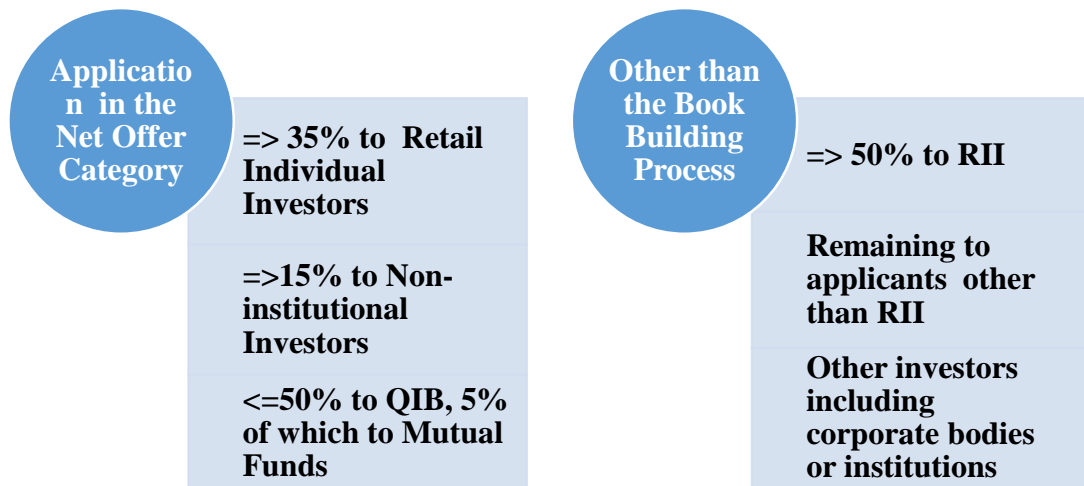 Applicatio
n in the
Net Offer
Category
=> 35% to Retail
Individual
Investors
=>15% to Non-
institutional
Investors
<=50% to QIB, 5%
of which to Mutual
Funds
Other than
the Book
Building
Process
=> 50% to RII
Remaining to
applicants other
than RII
Other investors
including
corporate bodies
or institutions